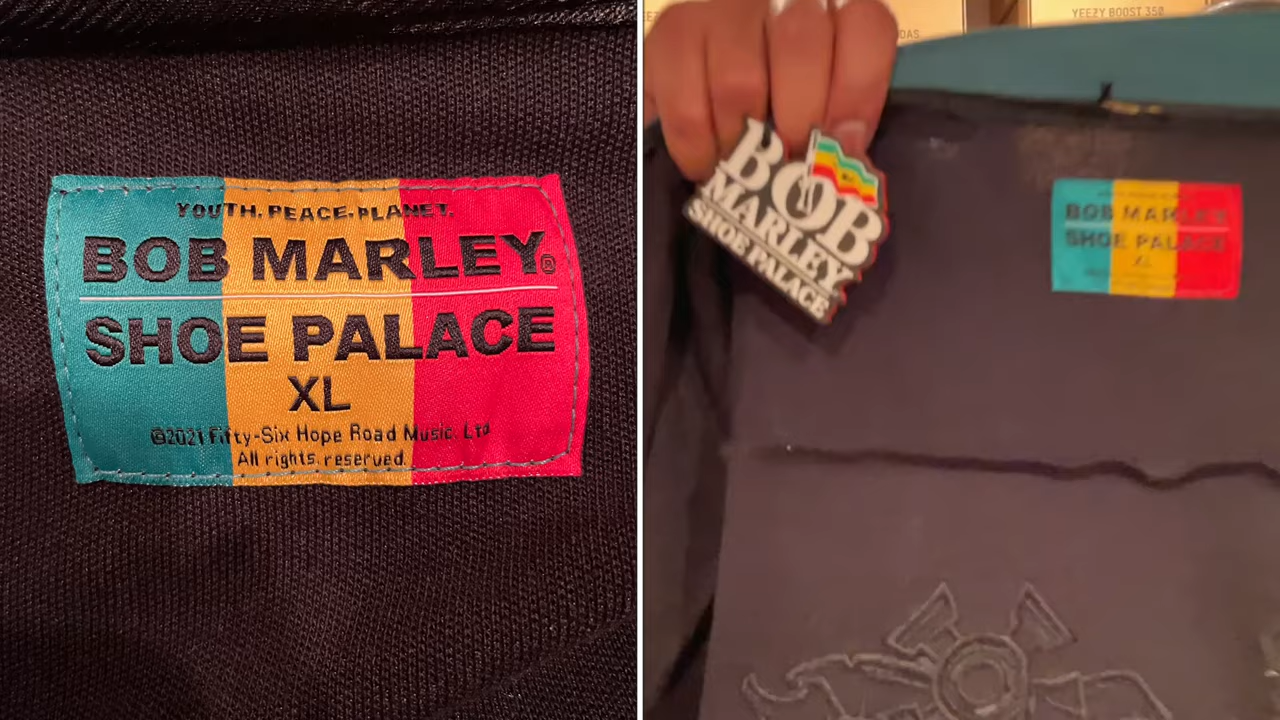 YOUTH. PEACE. PLANET.
BOB MARLEY®
SHOE PALACE
XL
©2021 Fifty-Six Hope Road Music, Ltd
All rights reserved.
YEEZY BOOST 350
DAS
BOB
MARLEY
SHOE PALACE
BOB MARLEY
SHOE PALACE
XL